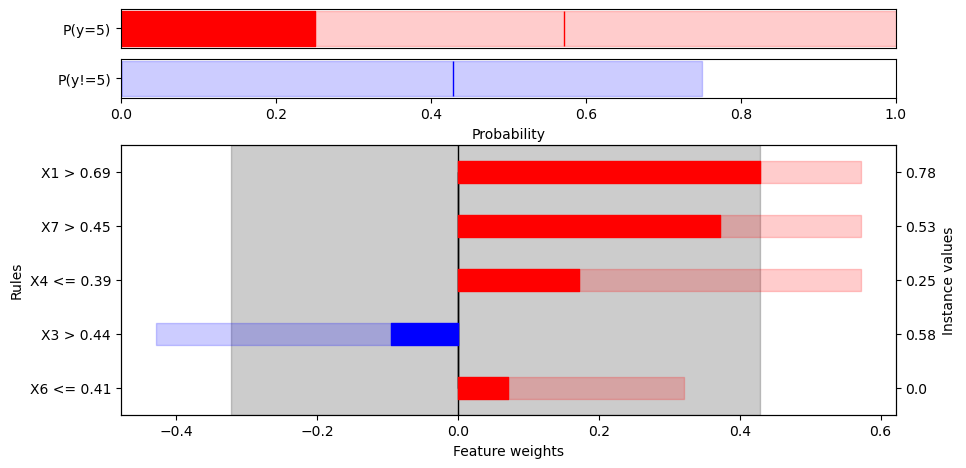 P(y=5)
P(y!=5)
0.0 0.2 0.4 0.6 0.8 1.0
Probability
X1 > 0.69 0.78
X7 > 0.45 0.53
X4 <= 0.39 0.25
X3 > 0.44 0.58
X6 <= 0.41 0.0
Rules
Instance values
−0.4 −0.2 0.0 0.2 0.4 0.6
Feature weights